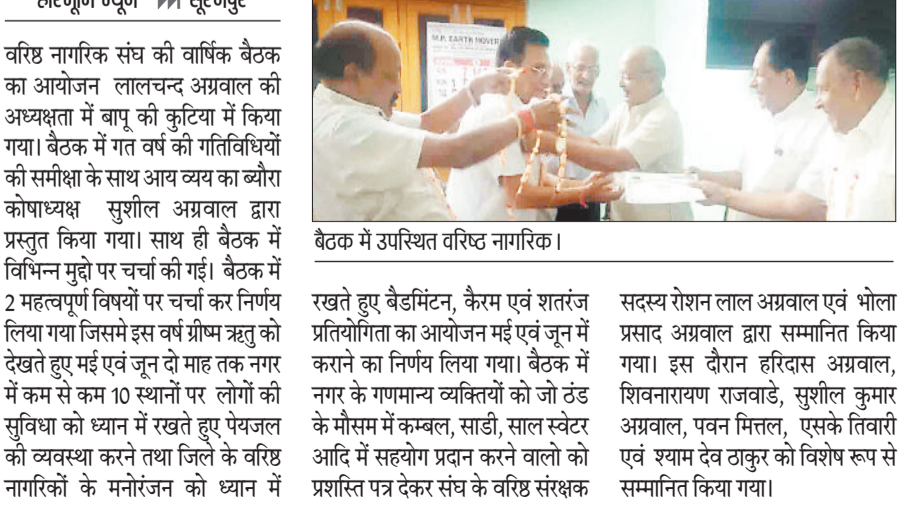 हरिभूमि न्यूज ▶▶ सूरजपुर
वरिष्ठ नागरिक संघ की वार्षिक बैठक
का आयोजन लालचन्द अग्रवाल की
अध्यक्षता में बापू की कुटिया में किया
गया। बैठक में गत वर्ष की गतिविधियों
की समीक्षा के साथ आय व्यय का ब्यौरा
कोषाध्यक्ष सुशील अग्रवाल द्वारा
प्रस्तुत किया गया। साथ ही बैठक में
विभिन्न मुद्दो पर चर्चा की गई। बैठक में
2 महत्वपूर्ण विषयों पर चर्चा कर निर्णय
लिया गया जिसमे इस वर्ष ग्रीष्म ऋतु को
देखते हुए मई एवं जून दो माह तक नगर
में कम से कम 10 स्थानों पर लोगों की
सुविधा को ध्यान में रखते हुए पेयजल
की व्यवस्था करने तथा जिले के वरिष्ठ
नागरिकों के मनोरंजन को ध्यान में
M.P. EARTH MOVER
बैठक में उपस्थित वरिष्ठ नागरिक।
रखते हुए बैडमिंटन, कैरम एवं शतरंज
प्रतियोगिता का आयोजन मई एवं जून में
कराने का निर्णय लिया गया। बैठक में
नगर के गणमान्य व्यक्तियों को जो ठंड
के मौसम में कम्बल, साडी, साल स्वेटर
आदि में सहयोग प्रदान करने वालो को
प्रशस्ति पत्र देकर संघ के वरिष्ठ संरक्षक
सदस्य रोशन लाल अग्रवाल एवं भोला
प्रसाद अग्रवाल द्वारा सम्मानित किया
गया। इस दौरान हरिदास अग्रवाल,
शिवनारायण राजवाडे, सुशील कुमार
अग्रवाल, पवन मित्तल, एसके तिवारी
एवं श्याम देव ठाकुर को विशेष रूप से
सम्मानित किया गया।